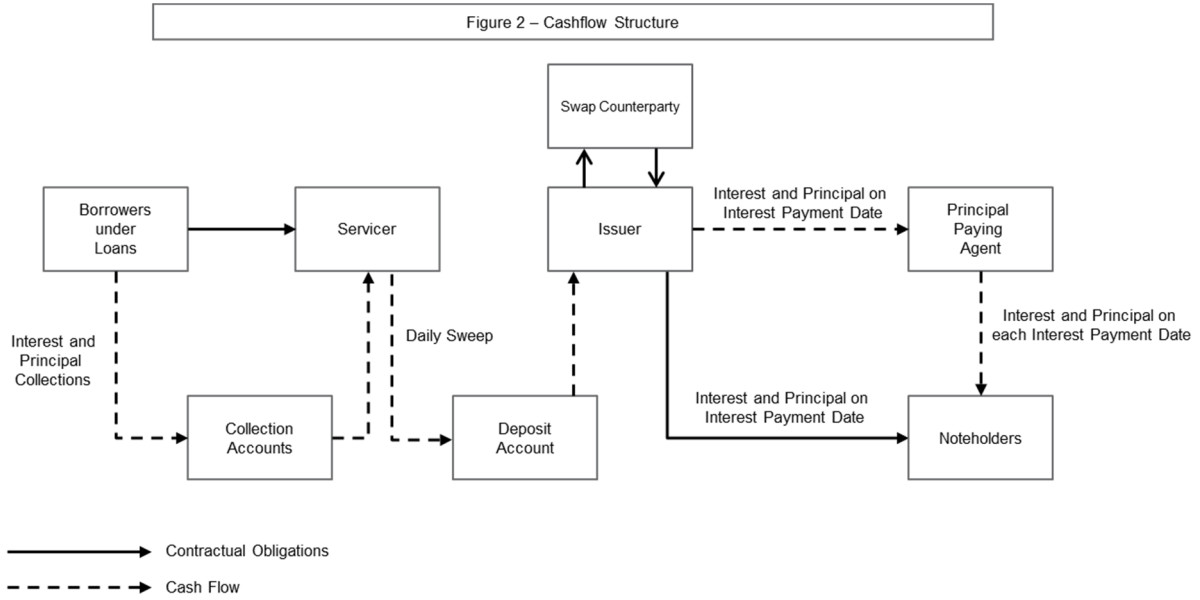 Figure 2 – Cashflow Structure
Swap Counterparty
Borrowers
under
Loans
Servicer
Issuer
Interest and Principal on
Interest Payment Date
Principal
Paying
Agent
Interest and
Principal
Collections
Daily Sweep
Interest and Principal on
each Interest Payment Date
Collection
Accounts
Deposit
Account
Interest and Principal on
Interest Payment Date
Noteholders
Contractual Obligations
Cash Flow